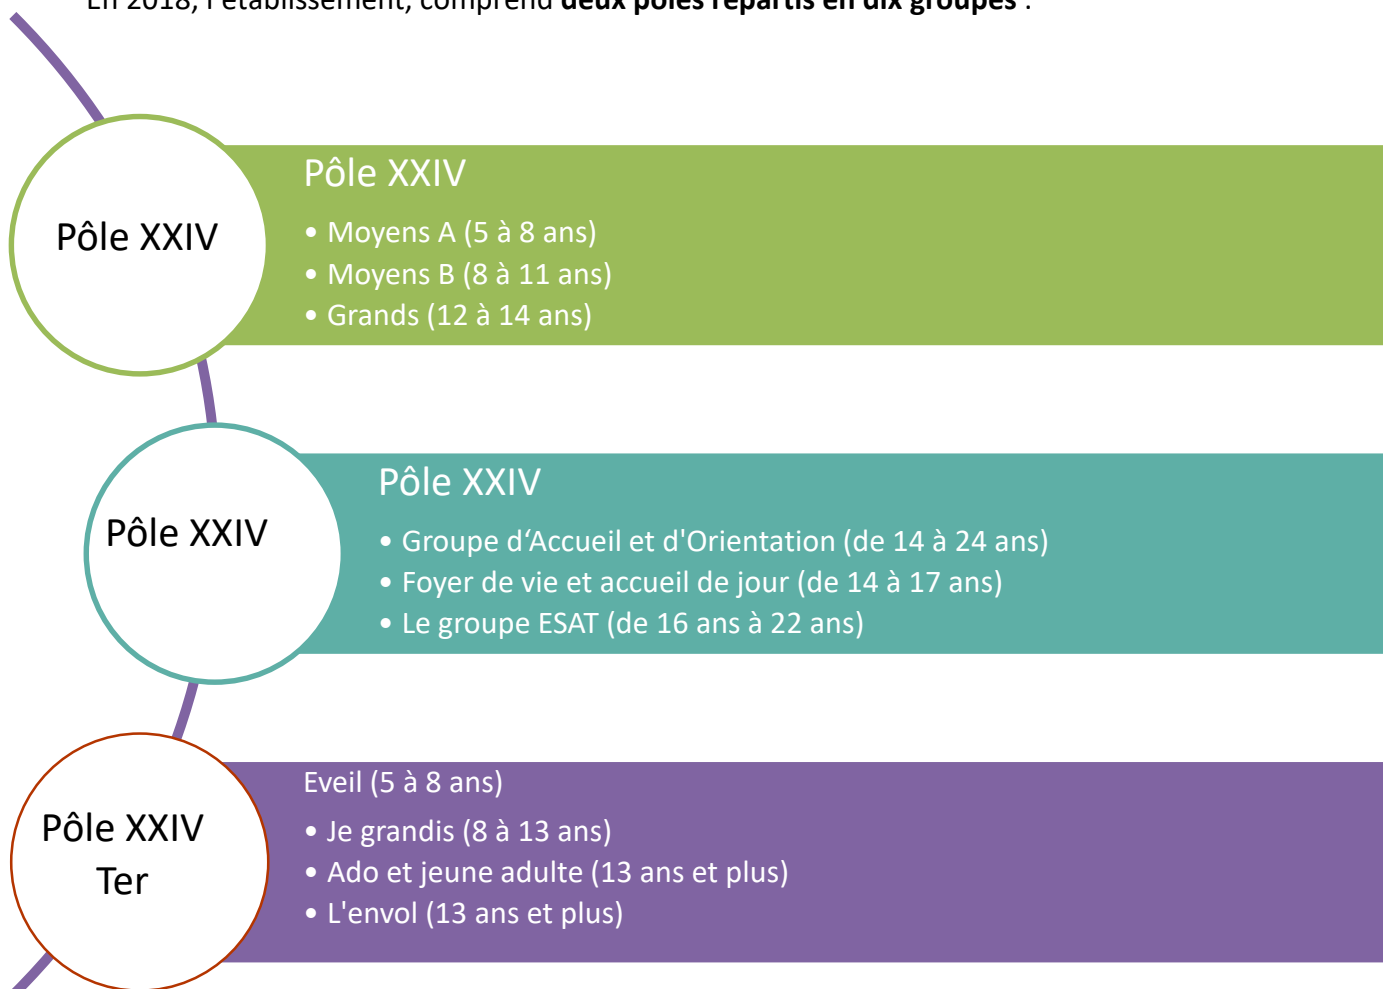 En 2018, l'établissement, comprend deux pôles répartis en dix groupes :
Pôle XXIV
Pôle XXIV
• Moyens A (5 à 8 ans)
• Moyens B (8 à 11 ans)
• Grands (12 à 14 ans)
Pôle XXIV
Pôle XXIV
• Groupe d‘Accueil et d'Orientation (de 14 à 24 ans)
• Foyer de vie et accueil de jour (de 14 à 17 ans)
• Le groupe ESAT (de 16 ans à 22 ans)
Pôle XXIV
Ter
Eveil (5 à 8 ans)
• Je grandis (8 à 13 ans)
• Ado et jeune adulte (13 ans et plus)
• L'envol (13 ans et plus)